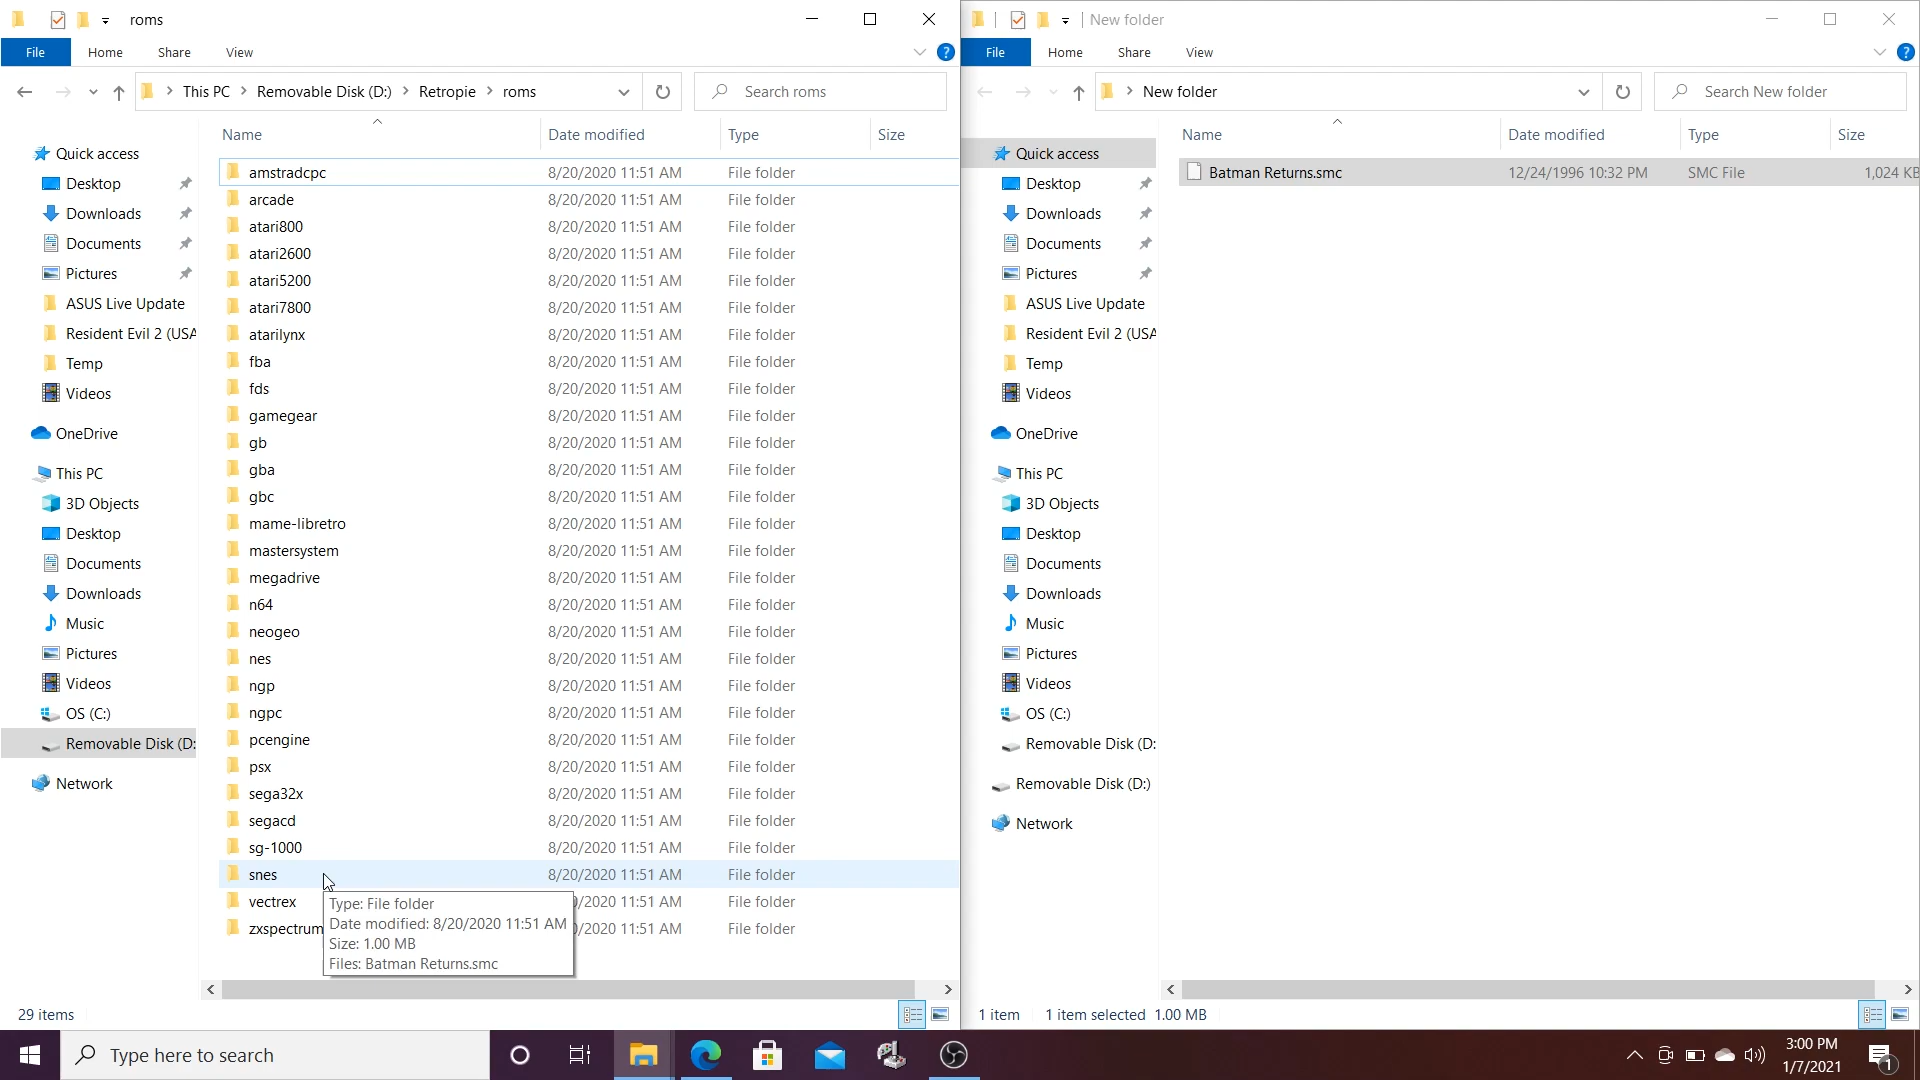 roms
File Home Share View
This PC Removable Disk (D:) Retropie roms
Search roms
Name Date modified Type Size
Quick access
Desktop
Downloads
Documents
Pictures
ASUS Live Update
Resident Evil 2 (USA
Temp
Videos
OneDrive
This PC
3D Objects
Desktop
Documents
Downloads
Music
Pictures
Videos
OS (C:)
Removable Disk (D:
Network
amstradcpc 8/20/2020 11:51 AM File folder
arcade 8/20/2020 11:51 AM File folder
atari800 8/20/2020 11:51 AM File folder
atari2600 8/20/2020 11:51 AM File folder
atari5200 8/20/2020 11:51 AM File folder
atari7800 8/20/2020 11:51 AM File folder
atarilynx 8/20/2020 11:51 AM File folder
fba 8/20/2020 11:51 AM File folder
fds 8/20/2020 11:51 AM File folder
gamegear 8/20/2020 11:51 AM File folder
gb 8/20/2020 11:51 AM File folder
gba 8/20/2020 11:51 AM File folder
gbc 8/20/2020 11:51 AM File folder
mame-libretro 8/20/2020 11:51 AM File folder
mastersystem 8/20/2020 11:51 AM File folder
megadrive 8/20/2020 11:51 AM File folder
n64 8/20/2020 11:51 AM File folder
neogeo 8/20/2020 11:51 AM File folder
nes 8/20/2020 11:51 AM File folder
ngp 8/20/2020 11:51 AM File folder
ngpc 8/20/2020 11:51 AM File folder
pcengine 8/20/2020 11:51 AM File folder
psx 8/20/2020 11:51 AM File folder
sega32x 8/20/2020 11:51 AM File folder
segacd 8/20/2020 11:51 AM File folder
sg-1000 8/20/2020 11:51 AM File folder
snes 8/20/2020 11:51 AM File folder
vectrex 0/2020 11:51 AM File folder
zxspectrum 0/2020 11:51 AM File folder
Type: File folder
Date modified: 8/20/2020 11:51 AM
Size: 1.00 MB
Files: Batman Returns.smc
29 items
New folder
File Home Share View
New folder
Search New folder
Name Date modified Type Size
Batman Returns.smc 12/24/1996 10:32 PM SMC File 1,024 KB
Quick access
Desktop
Downloads
Documents
Pictures
ASUS Live Update
Resident Evil 2 (USA
Temp
Videos
OneDrive
This PC
3D Objects
Desktop
Documents
Downloads
Music
Pictures
Videos
OS (C:)
Removable Disk (D:
Removable Disk (D:)
Network
1 item 1 item selected 1.00 MB
Type here to search
3:00 PM
1/7/2021
1